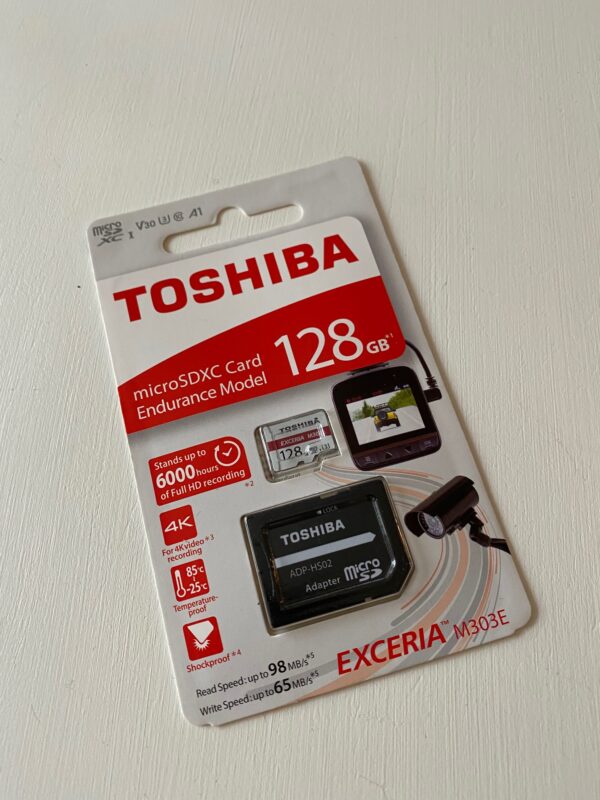 micro SD XC I V30 U3 10 A1
TOSHIBA
microSDXC Card
Endurance Model
128 GB*1
TOSHIBA
EXCERIA M303E
128
Stands up to
6000 hours
of Full HD recording
*2
4K
For 4K video*3
recording
85℃
-25℃
Temperature-
proof
Shockproof*4
LOCK
TOSHIBA
ADP-HS02
Adapter micro SD
Read Speed: up to 98 MB/s*5
Write Speed: up to 65 MB/s*5
EXCERIA™ M303E